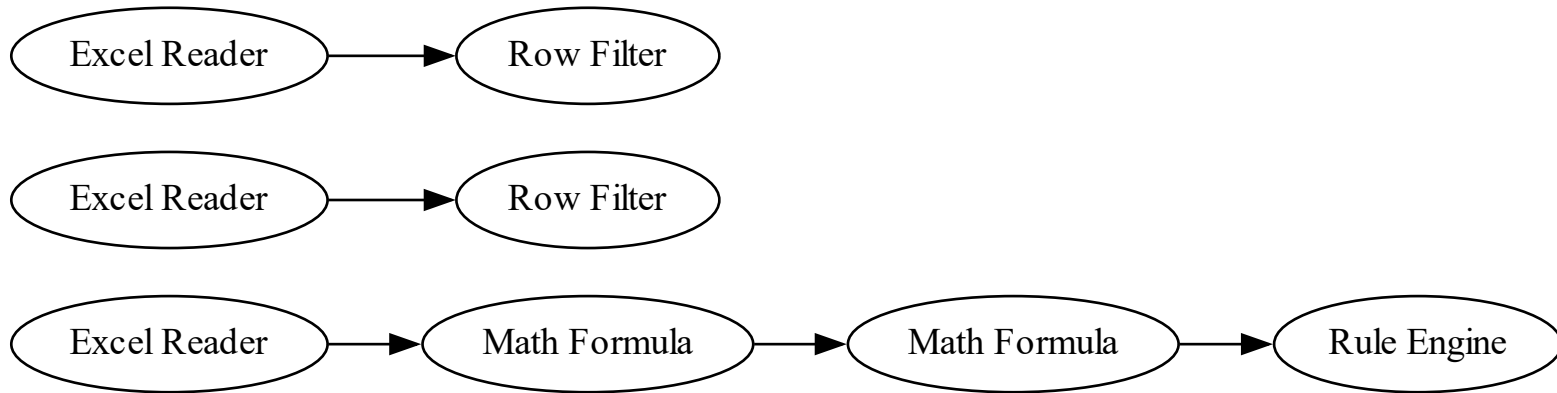 Excel Reader Row Filter
Excel Reader Row Filter
Excel Reader Math Formula Math Formula Rule Engine